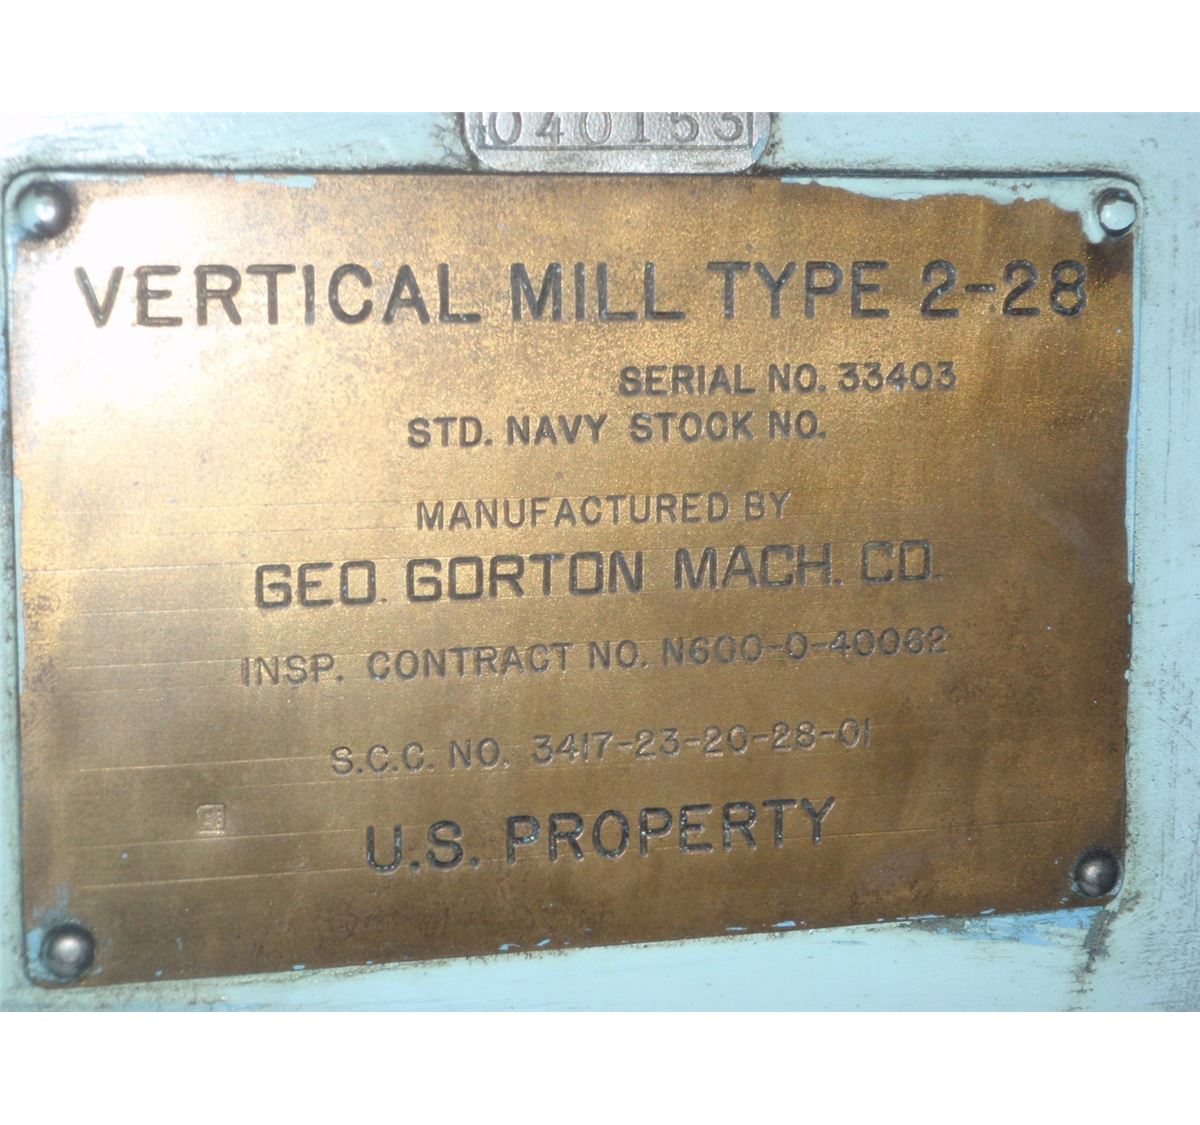 040153
VERTICAL MILL TYPE 2-28
SERIAL NO. 33403
STD. NAVY STOCK NO.
MANUFACTURED BY
GEO. GORTON MACH. CO.
INSP. CONTRACT NO. N600-0-40062
S.C.C. NO. 3417-23-20-28-01
U.S. PROPERTY